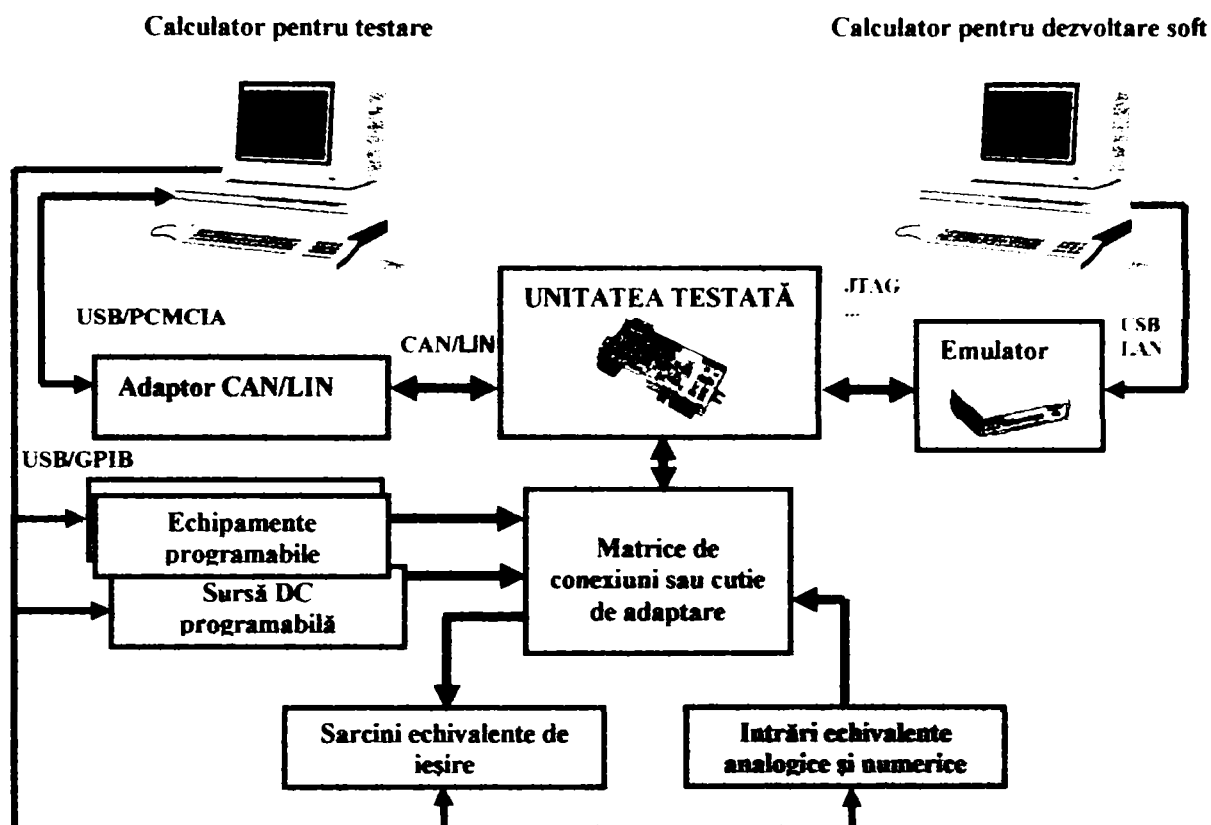 Calculator pentru testare
Calculator pentru dezvoltare soft
UNITATEA TESTATĂ
JTAG
...
USB/PCMCIA
CAN/LIN
USB
LAN
Emulator
Adaptor CAN/LIN
USB/GPIB
Echipamente
programabile
Matrice de
conexiuni sau cutie
de adaptare
Sursă DC
programabilă
Sarcini echivalente de
ieșire
Intrări echivalente
analogice și numerice